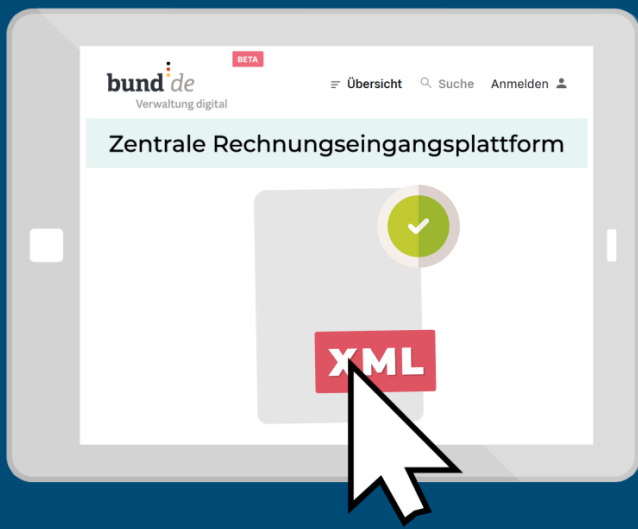 BETA
bund de
Verwaltung digital
Übersicht Suche Anmelden
Zentrale Rechnungseingangsplattform
XML